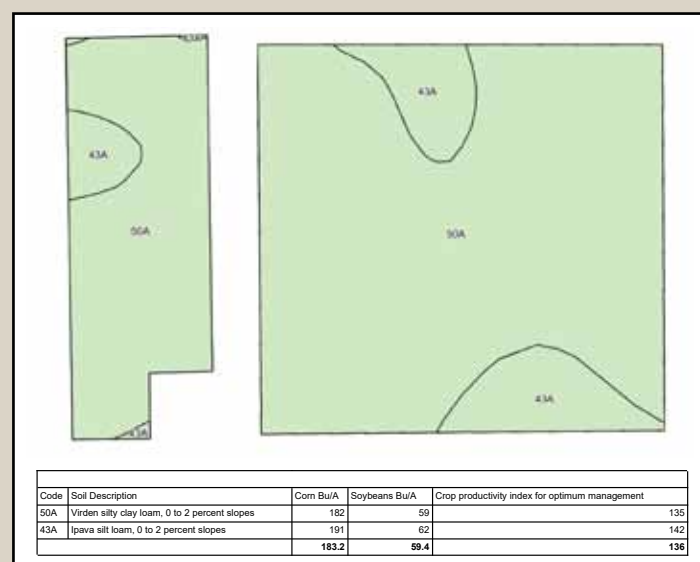 43A
43A
43A
43A
50A
50A
43A
43A
Code Soil Description Corn Bu/A Soybeans Bu/A Crop productivity index for optimum management
50A Virden silty clay loam, 0 to 2 percent slopes 182 59 135
43A Ipava silt loam, 0 to 2 percent slopes 191 62 142
183.2 59.4 136